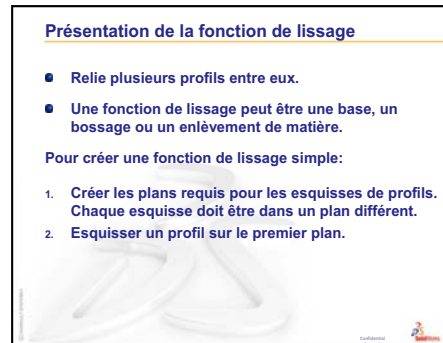 Présentation de la fonction de lissage
Relie plusieurs profils entre eux.
Une fonction de lissage peut être une base, un
bossage ou un enlèvement de matière.
Pour créer une fonction de lissage simple:
1. Créer les plans requis pour les esquisses de profils.
Chaque esquisse doit être dans un plan différent.
2. Esquisser un profil sur le premier plan.
Confidential
SolidWorks